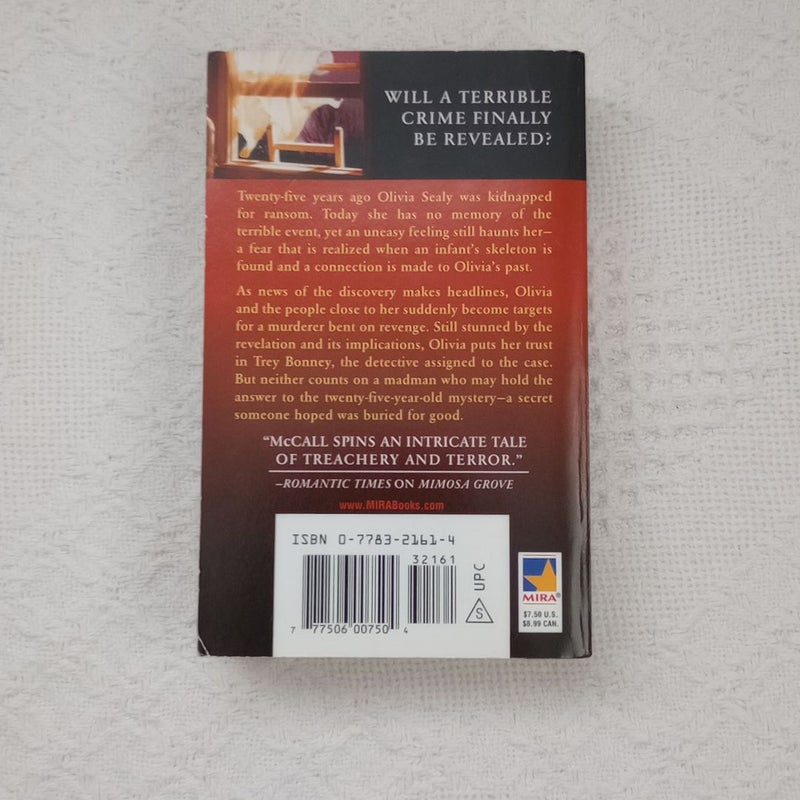 WILL A TERRIBLE
CRIME FINALLY
BE REVEALED?
Twenty-five years ago Olivia Sealy was kidnapped
for ransom. Today she has no memory of the
terrible event, yet an uneasy feeling still haunts her—
a fear that is realized when an infant's skeleton is
found and a connection is made to Olivia's past.
As news of the discovery makes headlines, Olivia
and the people close to her suddenly become targets
for a murderer bent on revenge. Still stunned by the
revelation and its implications, Olivia puts her trust
in Trey Bonney, the detective assigned to the case.
But neither counts on a madman who may hold the
answer to the twenty-five-year-old mystery—a secret
someone hoped was buried for good.
"McCALL SPINS AN INTRICATE TALE
OF TREACHERY AND TERROR."
—ROMANTIC TIMES ON MIMOSA GROVE
www.MIRABooks.com
ISBN 0-7783-2161-4
32161
7 77506 00750 4
S UPC
MIRA®
$7.50 U.S.
$8.99 CAN.